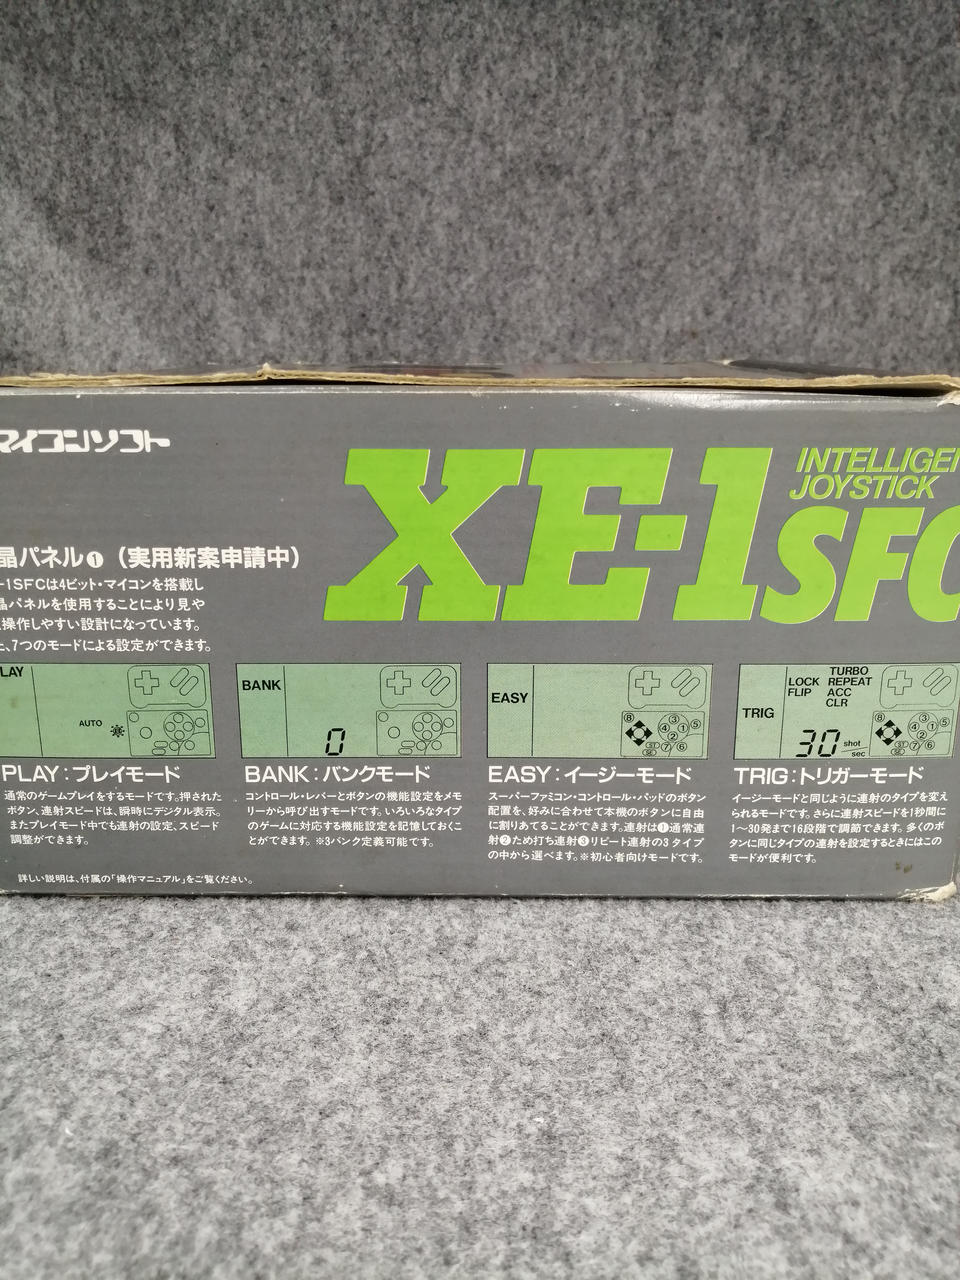 マイコンソフト
XE-1SFC
INTELLIGEN
JOYSTICK
晶パネル❶（実用新案申請中）
-1SFCは4ビット・マイコンを搭載し
晶パネルを使用することにより見や
操作しやすい設計になっています。
上、7つのモードによる設定ができます。
LAY
AUTO
BANK
0
EASY
⑧
③
④ ① ⑤
②
ST
SE
⑦ ⑥
TRIG
LOCK
FLIP
TURBO
REPEAT
ACC
CLR
30 shot/sec
⑧
③
④ ① ⑤
②
ST
SE
⑦ ⑥
PLAY：プレイモード
通常のゲームプレイをするモードです。押された
ボタン、連射スピードは、瞬時にデジタル表示。
またプレイモード中でも連射の設定、スピード
調整ができます。
BANK：バンクモード
コントロール・レバーとボタンの機能設定をメモ
リーから呼び出すモードです。いろいろなタイプ
のゲームに対応する機能設定を記憶しておくこ
とができます。※3バンク定義可能です。
EASY：イージーモード
スーパーファミコン・コントロール・パッドのボタン
配置を、好みに合わせて本機のボタンに自由
に割りあてることができます。連射は❶通常連
射❷ため打ち連射❸リピート連射の3タイプ
の中から選べます。※初心者向けモードです。
TRIG：トリガーモード
イージーモードと同じように連射のタイプを変え
られるモードです。さらに連射スピードを1秒間に
1〜30発まで16段階で調節できます。多くのボ
タンに同じタイプの連射を設定するときにはこの
モードが便利です。
詳しい説明は、付属の「操作マニュアル」をご覧ください。